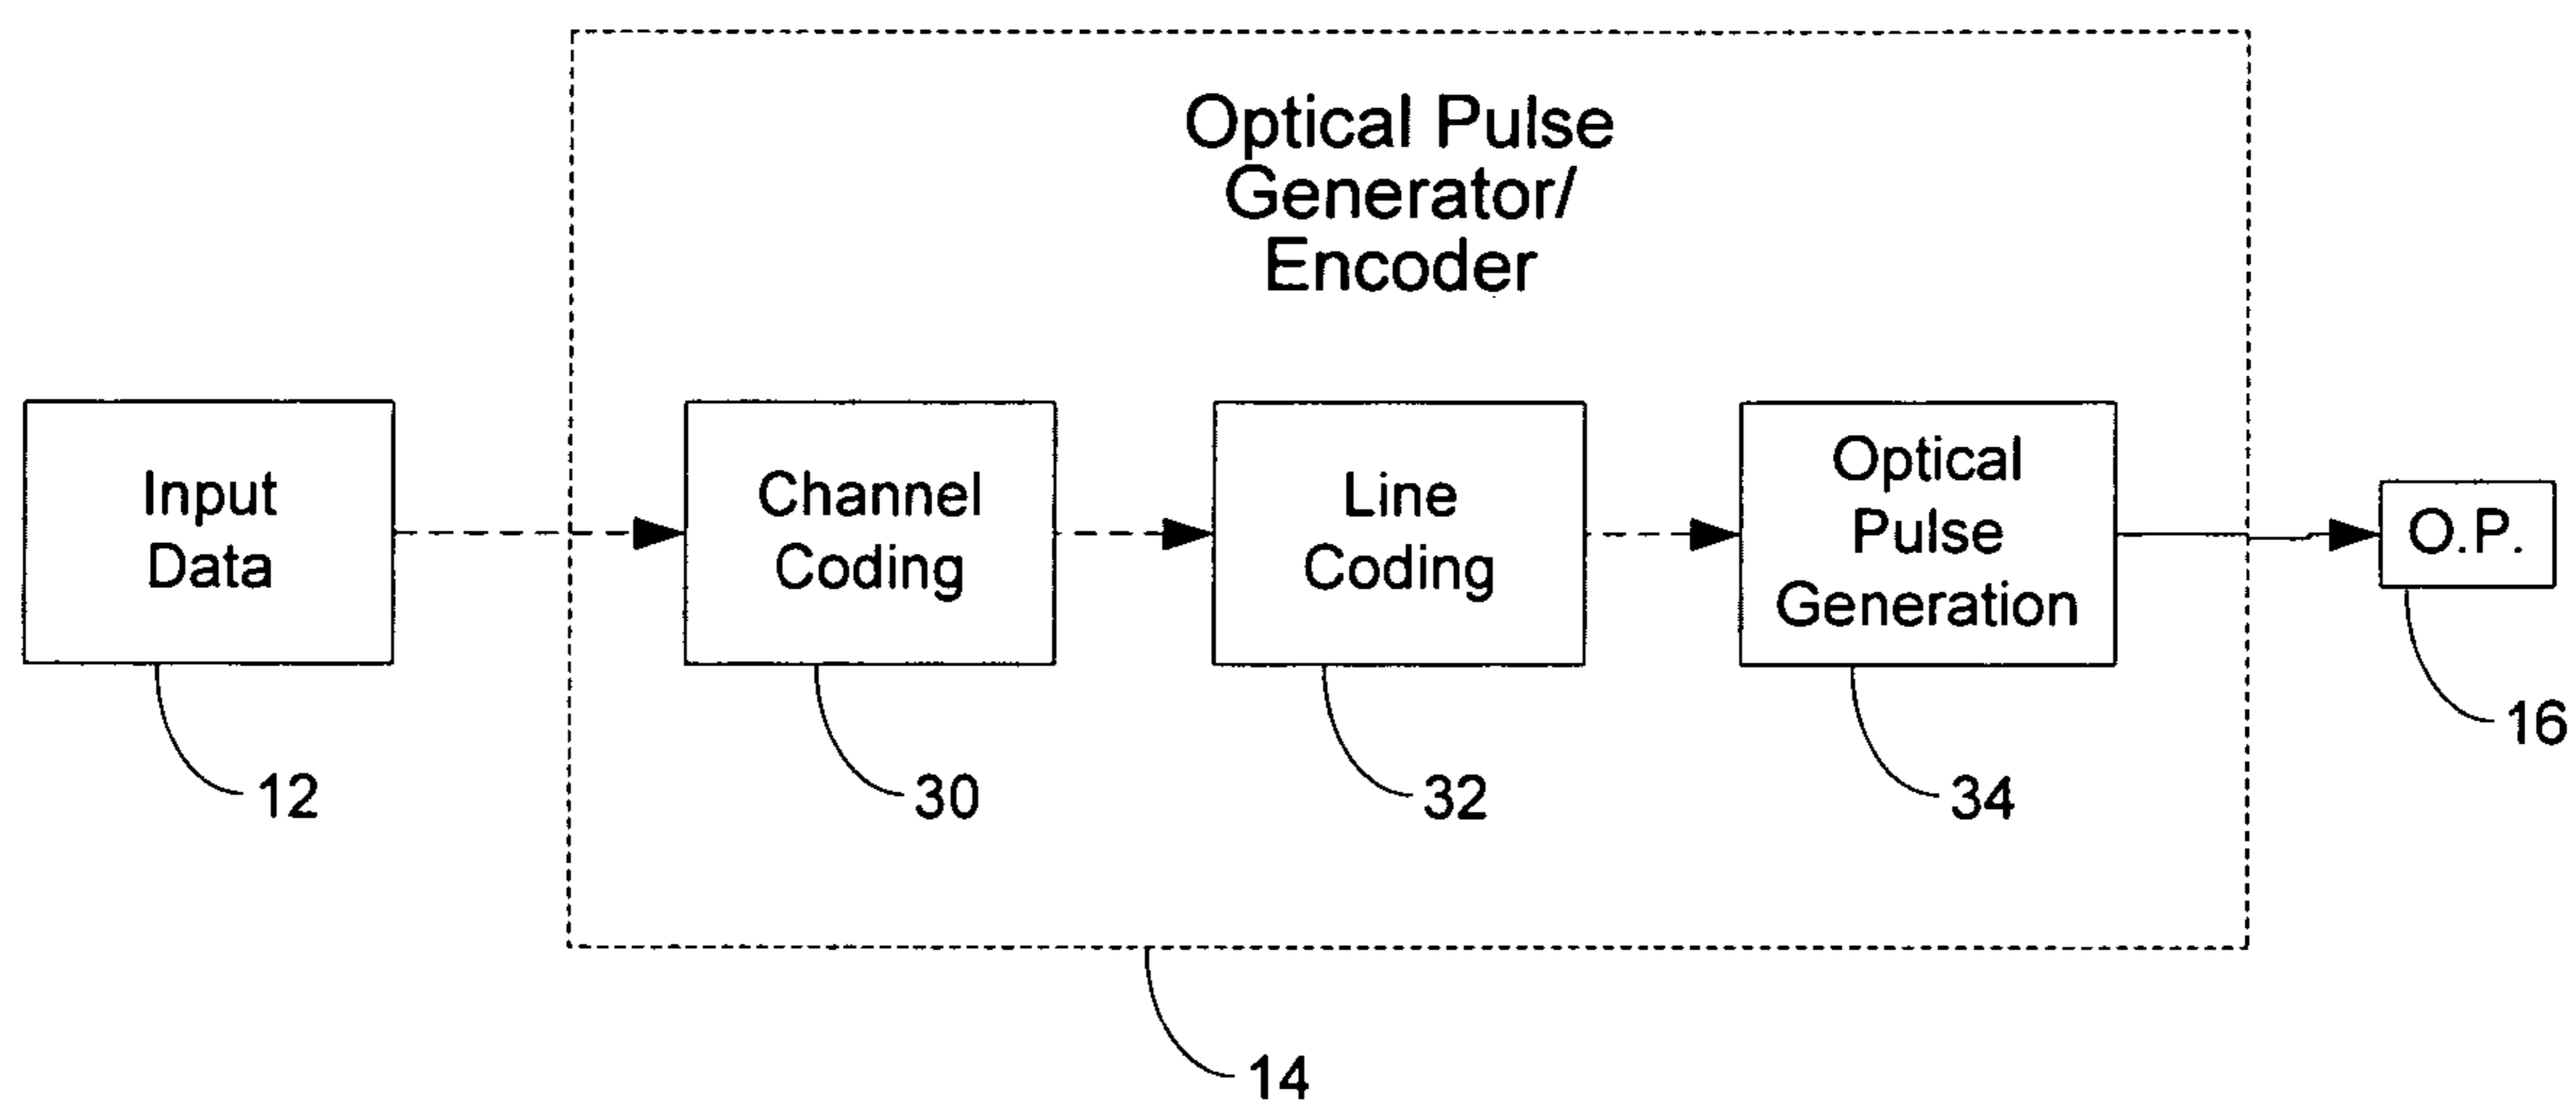 Optical Pulse
Generator/
Encoder
Input
Data
Channel
Coding
Line
Coding
Optical
Pulse
Generation
O.P.
12
30
32
34
16
14